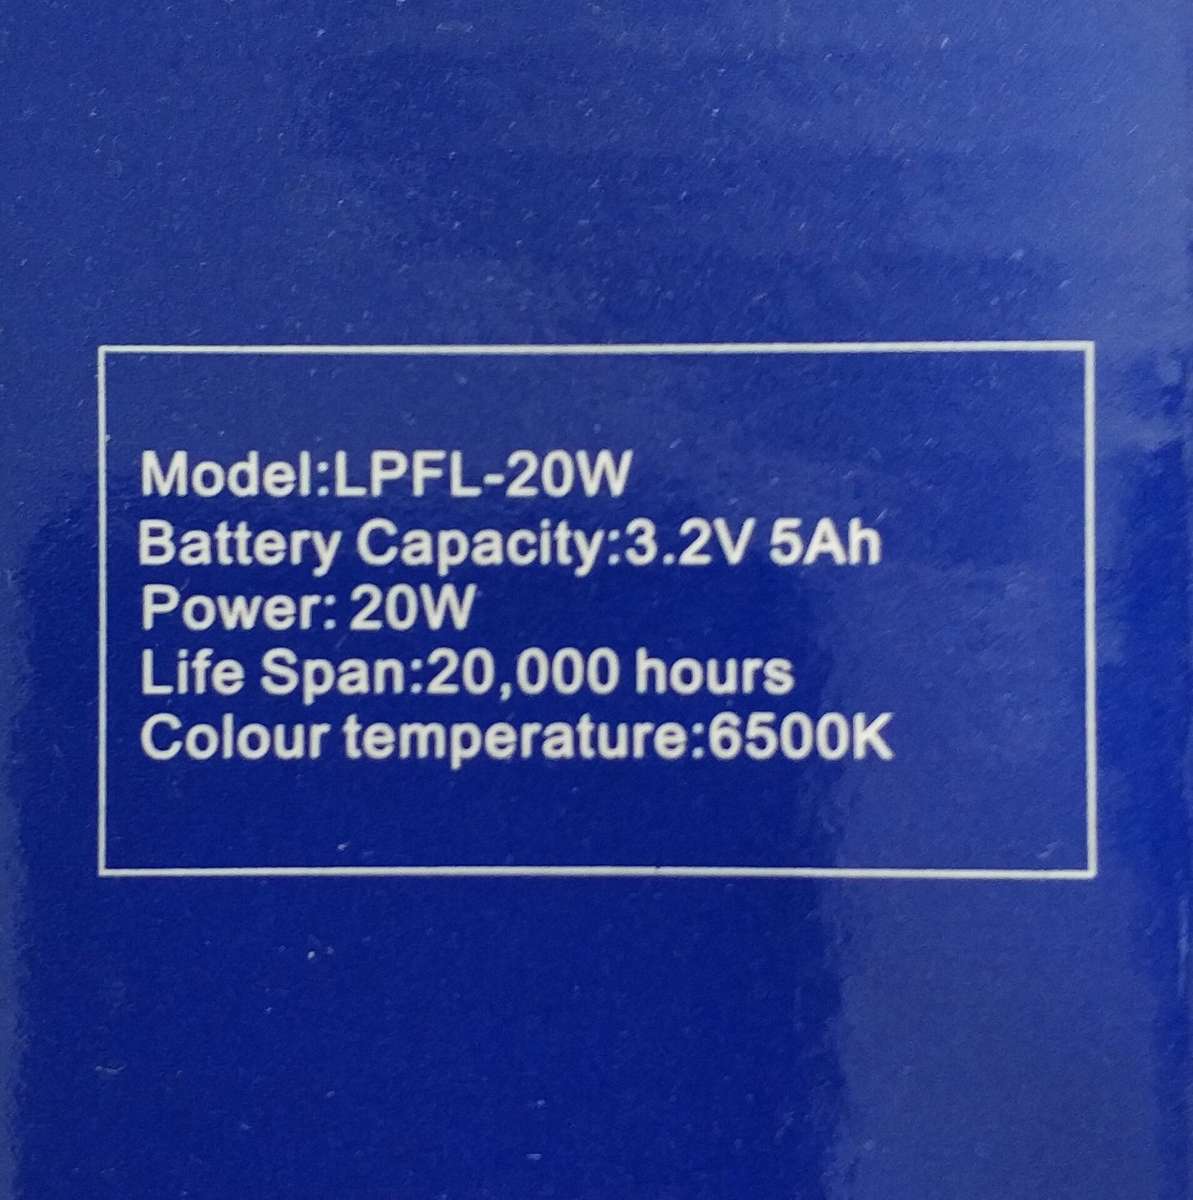 Model:LPFL-20W
Battery Capacity:3.2V 5Ah
Power: 20W
Life Span:20,000 hours
Colour temperature:6500K